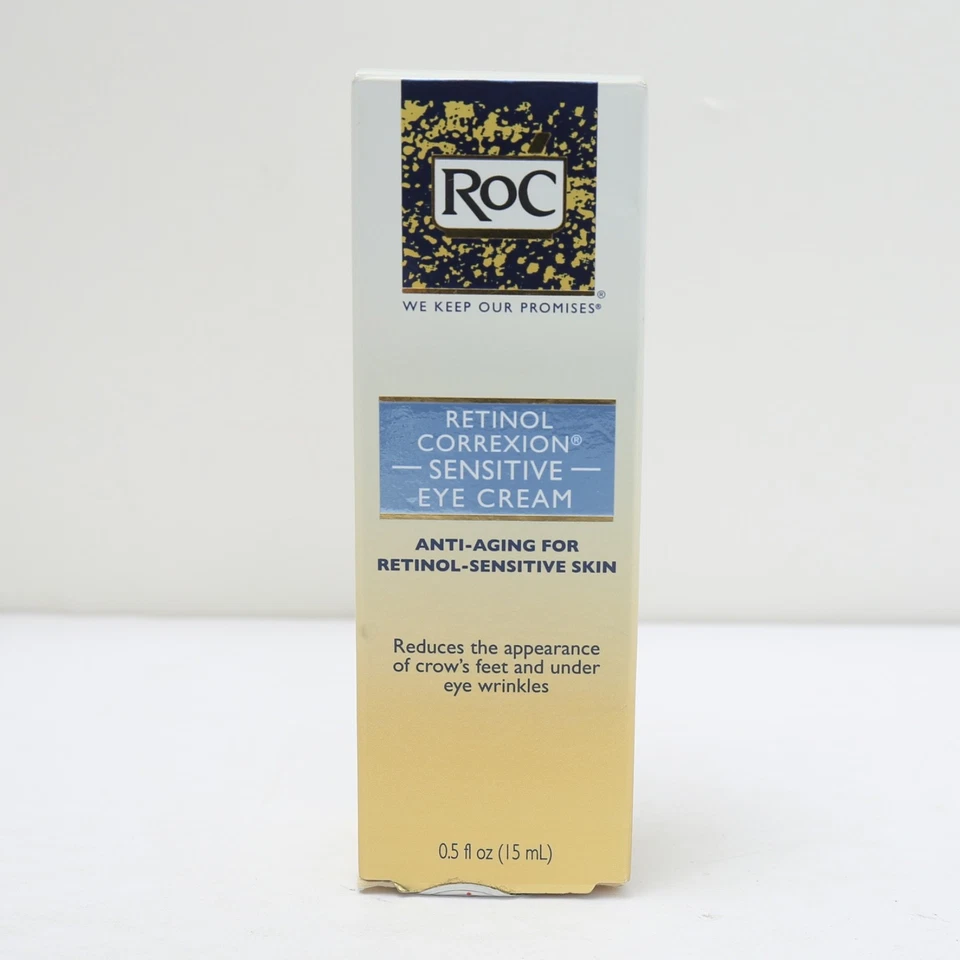 RoC
®
WE KEEP OUR PROMISES®
RETINOL
CORREXION®
— SENSITIVE —
EYE CREAM
ANTI-AGING FOR
RETINOL-SENSITIVE SKIN
Reduces the appearance
of crow's feet and under
eye wrinkles
0.5 fl oz (15 mL)